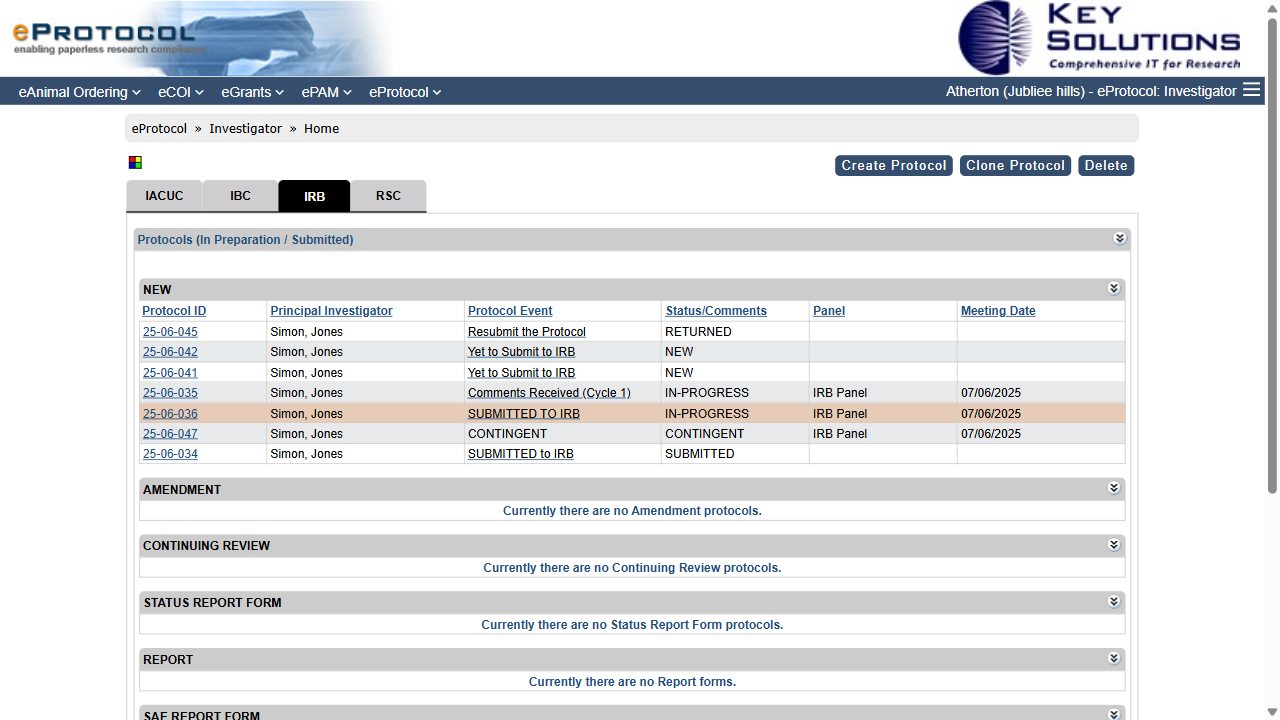 eProtocol
enabling paperless research compliance
Key Solutions
Comprehensive IT for Research
eAnimal Ordering eCOI eGrants ePAM eProtocol Atherton (Jubliee hills) - eProtocol: Investigator
eProtocol » Investigator » Home
Create Protocol Clone Protocol Delete
IACUC IBC IRB RSC
Protocols (In Preparation / Submitted)
NEW
Protocol ID Principal Investigator Protocol Event Status/Comments Panel Meeting Date
25-06-045 Simon, Jones Resubmit the Protocol RETURNED
25-06-042 Simon, Jones Yet to Submit to IRB NEW
25-06-041 Simon, Jones Yet to Submit to IRB NEW
25-06-035 Simon, Jones Comments Received (Cycle 1) IN-PROGRESS IRB Panel 07/06/2025
25-06-036 Simon, Jones SUBMITTED TO IRB IN-PROGRESS IRB Panel 07/06/2025
25-06-047 Simon, Jones CONTINGENT CONTINGENT IRB Panel 07/06/2025
25-06-034 Simon, Jones SUBMITTED to IRB SUBMITTED
AMENDMENT
Currently there are no Amendment protocols.
CONTINUING REVIEW
Currently there are no Continuing Review protocols.
STATUS REPORT FORM
Currently there are no Status Report Form protocols.
REPORT
Currently there are no Report forms.
SAE REPORT FORM